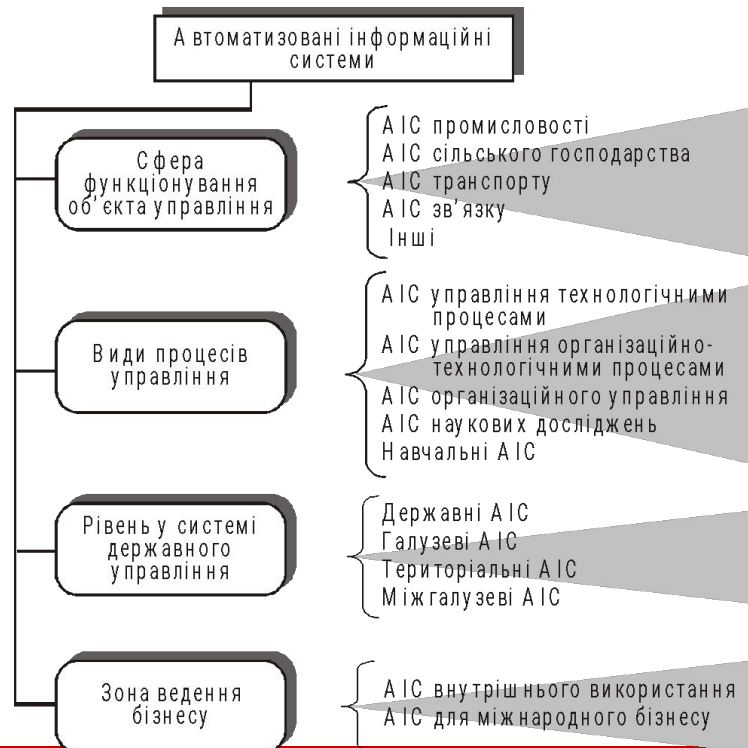 Автоматизовані інформаційні
системи
Сфера
функціонування
об’єкта управління
АІС промисловості
АІС сільського господарства
АІС транспорту
АІС зв’язку
Інші
Види процесів
управління
АІС управління технологічними
процесами
АІС управління організаційно-
технологічними процесами
АІС організаційного управління
АІС наукових досліджень
Навчальні АІС
Рівень у системі
державного
управління
Державні АІС
Галузеві АІС
Територіальні АІС
Міжгалузеві АІС
Зона ведення
бізнесу
АІС внутрішнього використання
АІС для міжнародного бізнесу